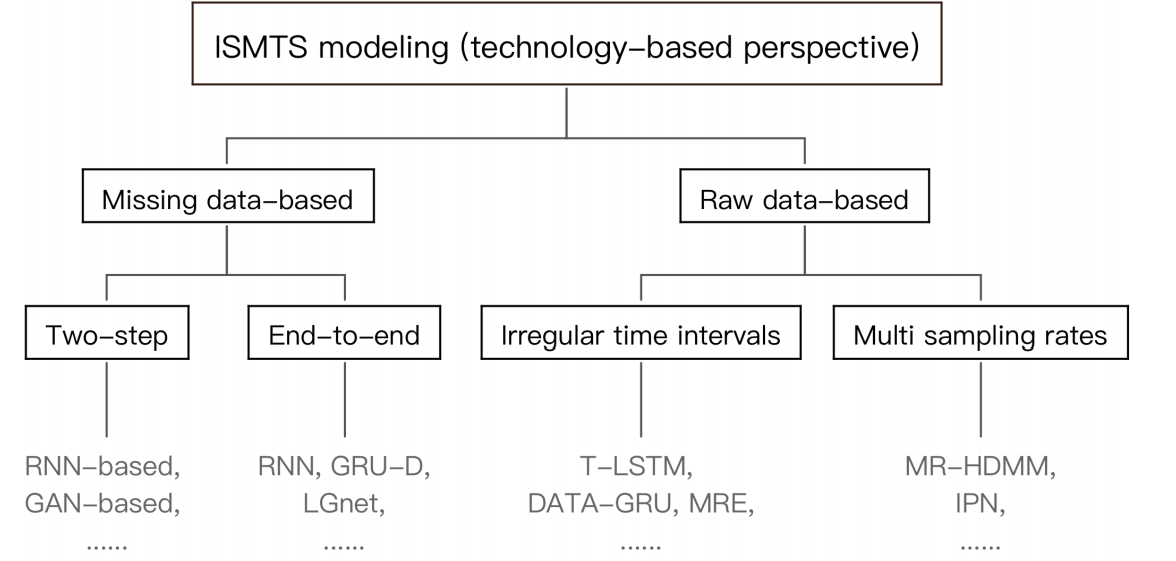 ISMTS modeling (technology-based perspective)
Missing data-based
Raw data-based
Two-step
End-to-end
Irregular time intervals
Multi sampling rates
RNN-based,
GAN-based,
......
RNN, GRU-D,
LGnet,
......
T-LSTM,
DATA-GRU, MRE,
......
MR-HDMM,
IPN,
......